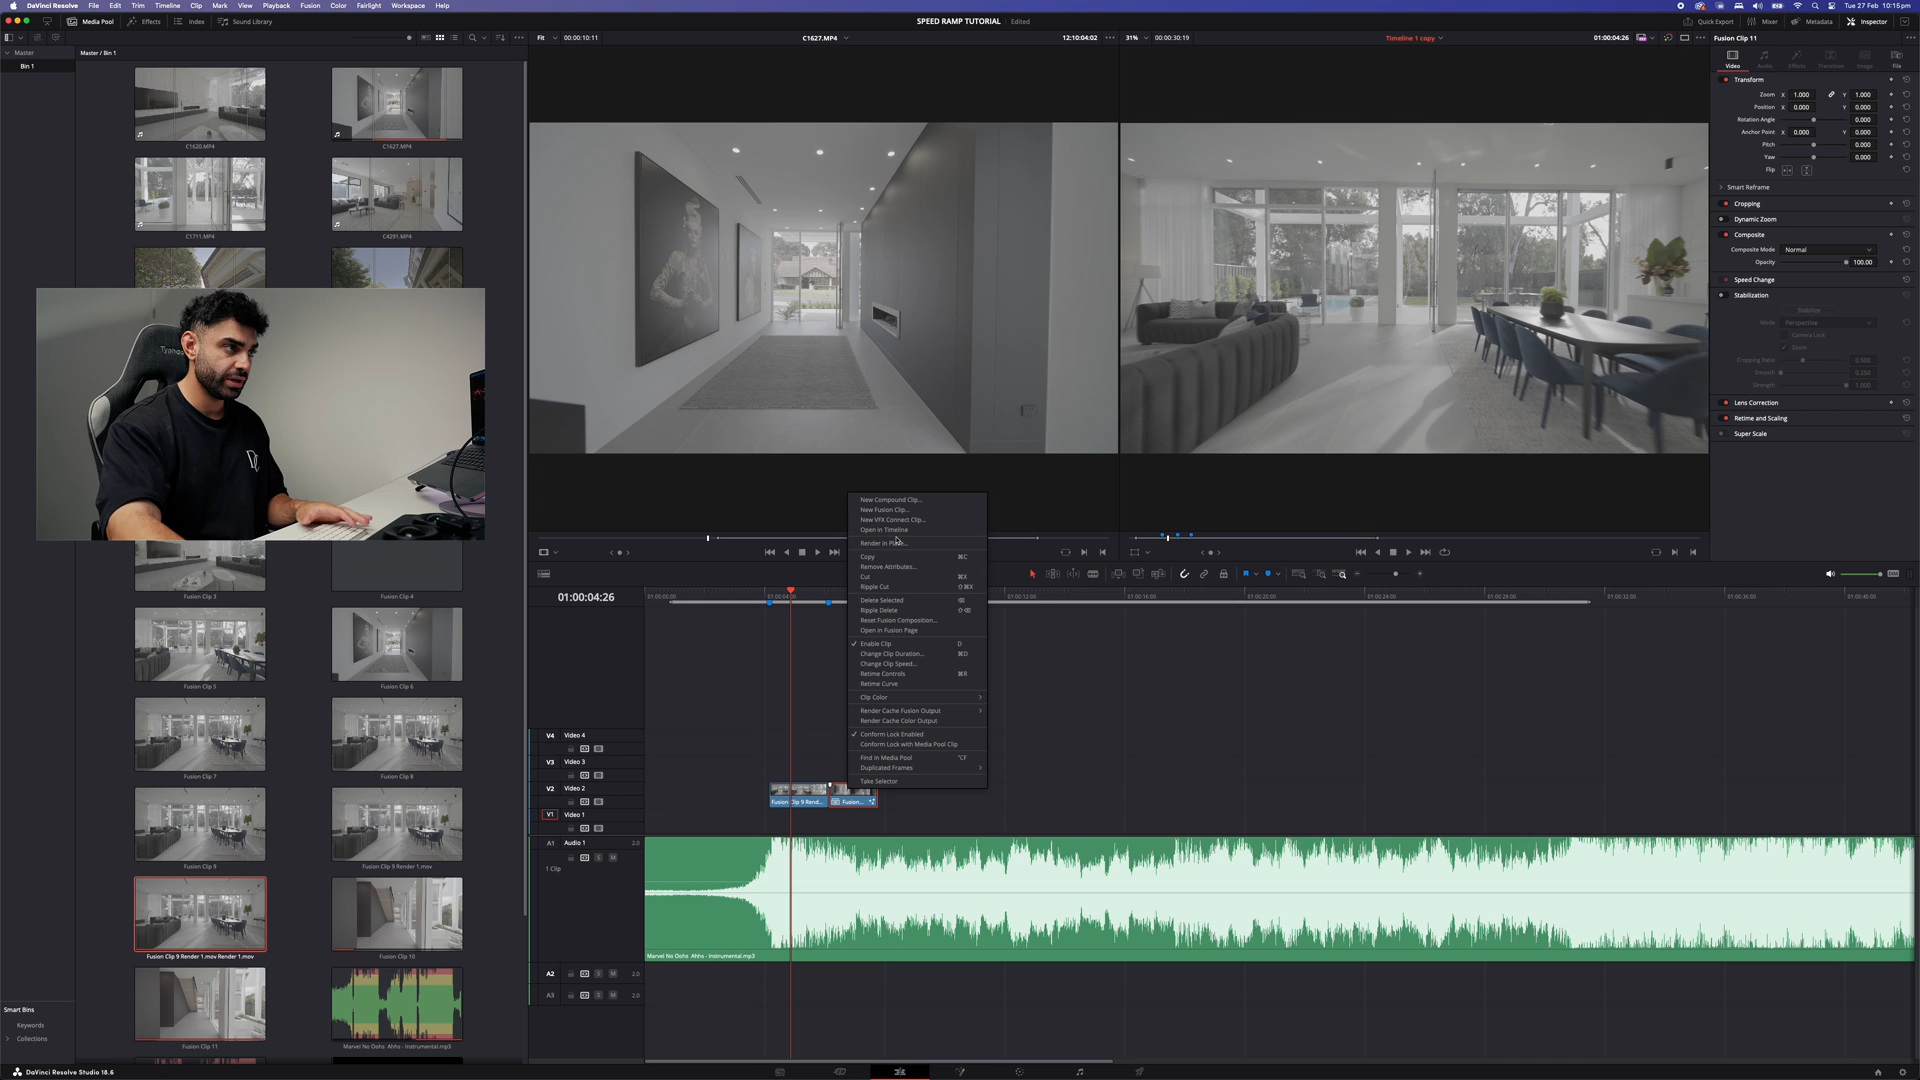 DaVinci Resolve File Edit Trim Timeline Clip Mark View Playback Fusion Color Fairlight Workspace Help
Tue 27 Feb 10:15pm
Media Pool Effects Index Sound Library
SPEED RAMP TUTORIAL Edited
Quick Export Mixer Metadata Inspector
Master
Bin 1
Master / Bin 1
Fit 00:00:10:11 C1627.MP4 12:10:04:02
31% 00:00:30:19 Timeline 1 copy 01:00:04:26
Fusion Clip 11
Video Audio Effects Transition Image File
Transform
Zoom X 1.000 Y 1.000
Position X 0.000 Y 0.000
Rotation Angle 0.000
Anchor Point X 0.000 Y 0.000
Pitch 0.000
Yaw 0.000
Flip
Smart Reframe
Cropping
Dynamic Zoom
Composite
Composite Mode Normal
Opacity 100.00
Speed Change
Stabilization
Stabilize
Mode Perspective
Camera Lock
Zoom
Cropping Ratio 0.500
Smooth 0.250
Strength 1.000
Lens Correction
Retime and Scaling
Super Scale
C1620.MP4 C1627.MP4
C1711.MP4 C4291.MP4
Fusion Clip 3 Fusion Clip 4
Fusion Clip 5 Fusion Clip 6
Fusion Clip 7 Fusion Clip 8
Fusion Clip 9 Fusion Clip 9 Render 1.mov
Fusion Clip 9 Render 1.mov Render 1.mov Fusion Clip 10
Fusion Clip 11 Marvel No Oohs Ahhs - Instrumental.mp3
Smart Bins
Keywords
Collections
New Compound Clip...
New Fusion Clip...
New VFX Connect Clip...
Open in Timeline
Render in Place...
Copy ⌘C
Remove Attributes...
Cut ⌘X
Ripple Cut ⇧⌘X
Delete Selected ⌫
Ripple Delete ⇧⌫
Reset Fusion Composition...
Open in Fusion Page
✓ Enable Clip D
Change Clip Duration... ⌘D
Change Clip Speed...
Retime Controls ⌘R
Retime Curve
Clip Color
Render Cache Fusion Output
Render Cache Color Output
✓ Conform Lock Enabled
Conform Lock with Media Pool Clip
Find In Media Pool ⌥F
Duplicated Frames
Take Selector
01:00:04:26
01:00:00:00 01:00:04:00 01:00:12:00 01:00:16:00 01:00:20:00 01:00:24:00 01:00:28:00 01:00:32:00 01:00:36:00 01:00:40:00
V4 Video 4
V3 Video 3
V2 Video 2
Fusion Clip 9 Rend... Fusion...
V1 Video 1
A1 Audio 1 2.0
S M
1 Clip
Marvel No Oohs Ahhs - Instrumental.mp3
A2 S M 2.0
A3 S M 2.0
DIM
DaVinci Resolve Studio 18.6